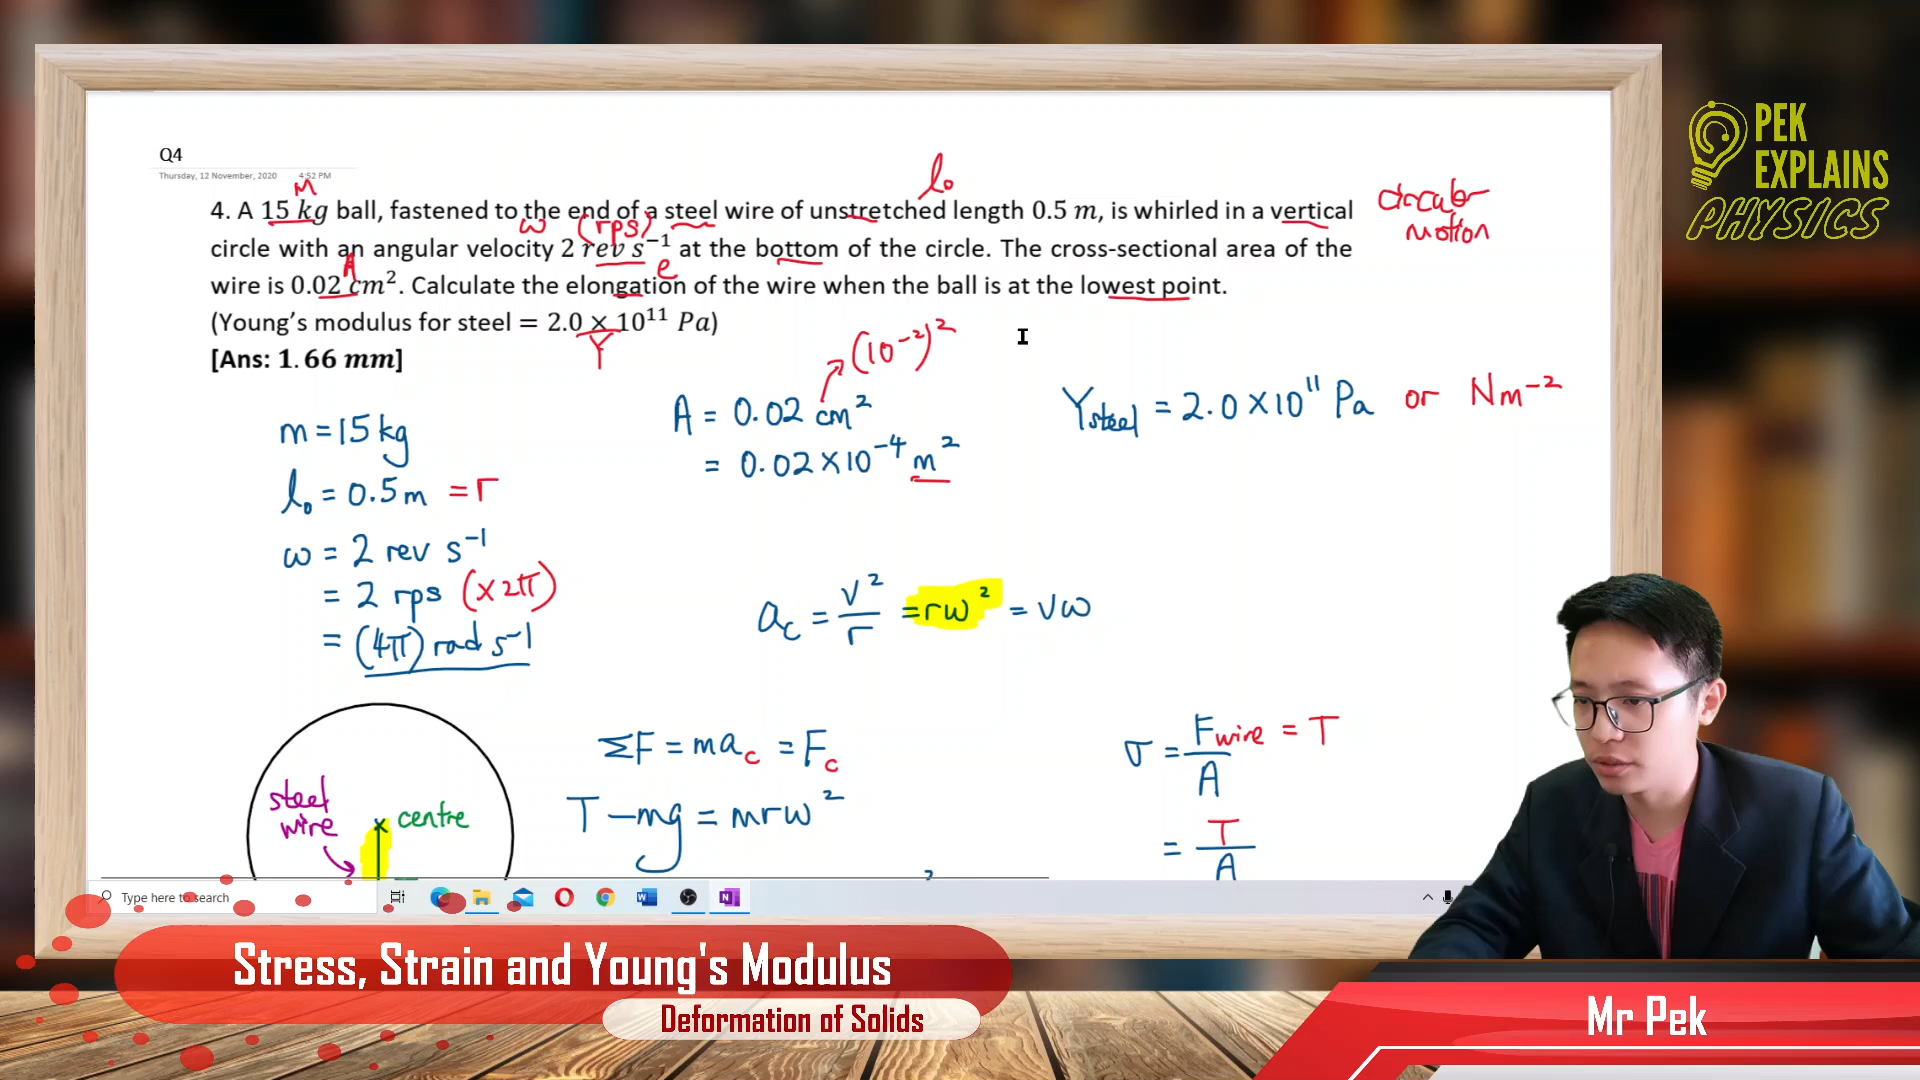 Q4
Thursday, 12 November, 2020 4:52 PM
M
l₀
4. A 15 kg ball, fastened to the end of a steel wire of unstretched length 0.5 m, is whirled in a vertical
circular
motion
ω (rps)
circle with an angular velocity 2 rev s⁻¹ at the bottom of the circle. The cross-sectional area of the
A e
wire is 0.02 cm². Calculate the elongation of the wire when the ball is at the lowest point.
(Young's modulus for steel = 2.0 × 10¹¹ Pa)
Y
[Ans: 1.66 mm]
(10⁻²)²
m = 15 kg
l₀ = 0.5 m = r
ω = 2 rev s⁻¹
= 2 rps (×2π)
= (4π) rad s⁻¹
A = 0.02 cm²
= 0.02 × 10⁻⁴ m²
Ysteel = 2.0 × 10¹¹ Pa or Nm⁻²
a_c = v²/r = rω² = vω
steel
wire
× centre
ΣF = ma_c = F_c
T − mg = mrω²
2
σ = F_wire/A = T
= T/A
PEK
EXPLAINS
PHYSICS
Type here to search
Stress, Strain and Young's Modulus
Deformation of Solids
Mr Pek